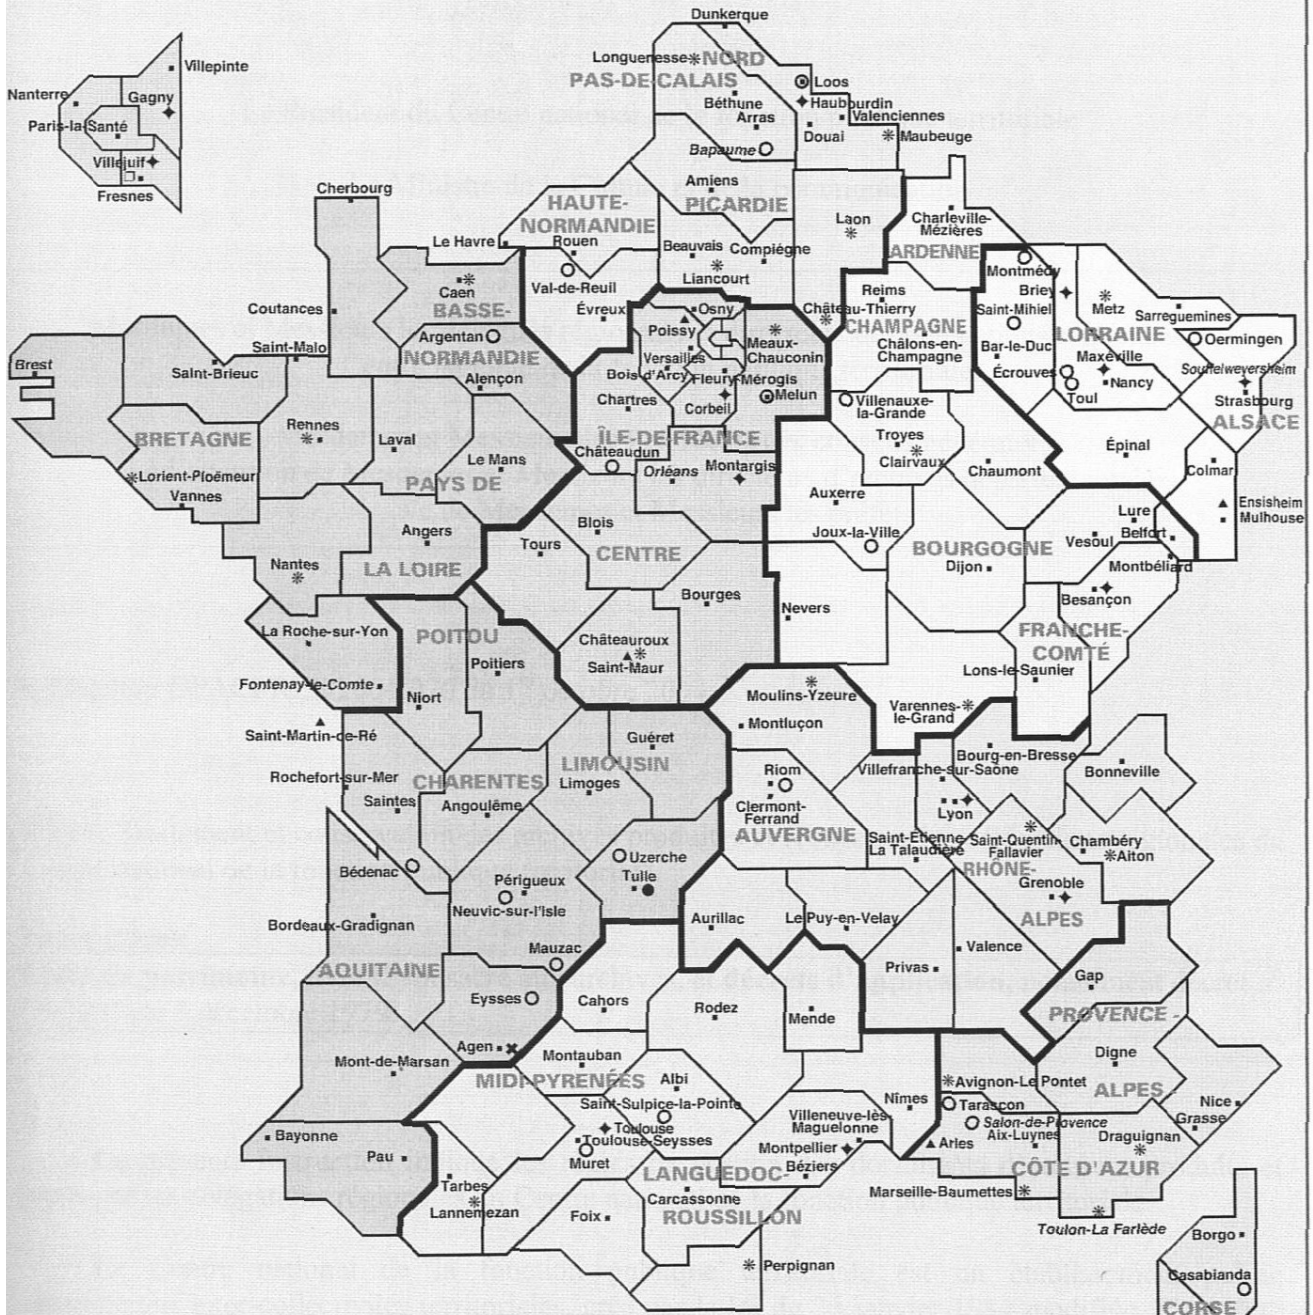 Dunkerque
Longuenesse
NORD
PAS-DE-CALAIS
Villepinte
Nanterre
Gagny
Paris-la-Santé
Villejuif
Fresnes
Loos
Haubourdin
Béthune
Arras
Valenciennes
Douai
Maubeuge
Bapaume
Cherbourg
HAUTE-
NORMANDIE
Amiens
PICARDIE
Laon
Charleville-
Mézières
ARDENNE
Le Havre
Rouen
Beauvais
Compiégne
Liancourt
Val-de-Reuil
Caen
BASSE-
NORMANDIE
Coutances
Argentan
Évreux
Osny
Poissy
Versailles
Bois d'Arcy
Meaux-
Chauconin
Château-Thierry
Reims
CHAMPAGNE
Châlons-en-
Champagne
Montmédy
Briey
Saint-Mihiel
Metz
Sarreguemines
LORRAINE
Oermingen
Bar-le-Duc
Maxéville
Écrouves
Nancy
Toul
Souffelweyersheim
Strasbourg
ALSACE
Brest
Saint-Malo
Saint-Brieuc
Alençon
Chartres
Fleury-Mérogis
Corbeil
Melun
Villenauxe-
la-Grande
Troyes
Clairvaux
Chaumont
Épinal
Colmar
BRETAGNE
Rennes
Laval
Le Mans
PAYS DE
LA LOIRE
ÎLE-DE-FRANCE
Châteaudun
Orléans
Montargis
Lorient-Ploëmeur
Vannes
Auxerre
Joux-la-Ville
Ensisheim
Mulhouse
Lure
Belfort
Vesoul
Montbéliard
Angers
Nantes
Blois
Tours
CENTRE
Bourges
BOURGOGNE
Dijon
Besançon
Nevers
FRANCHE-
COMTÉ
Lons-le-Saunier
La Roche-sur-Yon
POITOU
Poitiers
Châteauroux
Saint-Maur
Fontenay-le-Comte
Niort
Saint-Martin-de-Ré
Moulins-Yzeure
Montluçon
Varennes-
le-Grand
Guéret
LIMOUSIN
Limoges
Rochefort-sur-Mer
CHARENTES
Saintes
Angoulême
Bourg-en-Bresse
Villefranche-sur-Saône
Bonneville
Riom
Clermont-
Ferrand
AUVERGNE
Lyon
Saint-Etienne-
La Talaudière
Saint-Quentin-
Fallavier
Chambéry
Aiton
RHÔNE-
ALPES
Grenoble
Uzerche
Tulle
Bédenac
Périgueux
Neuvic-sur-l'Isle
Bordeaux-Gradignan
Mauzac
AQUITAINE
Aurillac
Le Puy-en-Velay
Valence
Privas
Gap
Eysses
Cahors
Rodez
Mende
PROVENCE -
ALPES -
CÔTE D'AZUR
Agen
Mont-de-Marsan
Montauban
MIDI-PYRENÉES
Albi
Digne
Avignon-Le Pontet
Tarascon
Salon-de-Provence
Aix-Luynes
Nîmes
Nice
Grasse
Draguignan
Arles
Saint-Sulpice-la-Pointe
Toulouse
Toulouse-Seysses
Muret
Villeneuve-lès-
Maguelonne
Montpellier
Béziers
Bayonne
Pau
Tarbes
Lannemezan
LANGUEDOC-
ROUSSILLON
Carcassonne
Foix
Perpignan
Marseille-Baumettes
Toulon-La Farlède
Borgo
Casabianda
CORSE